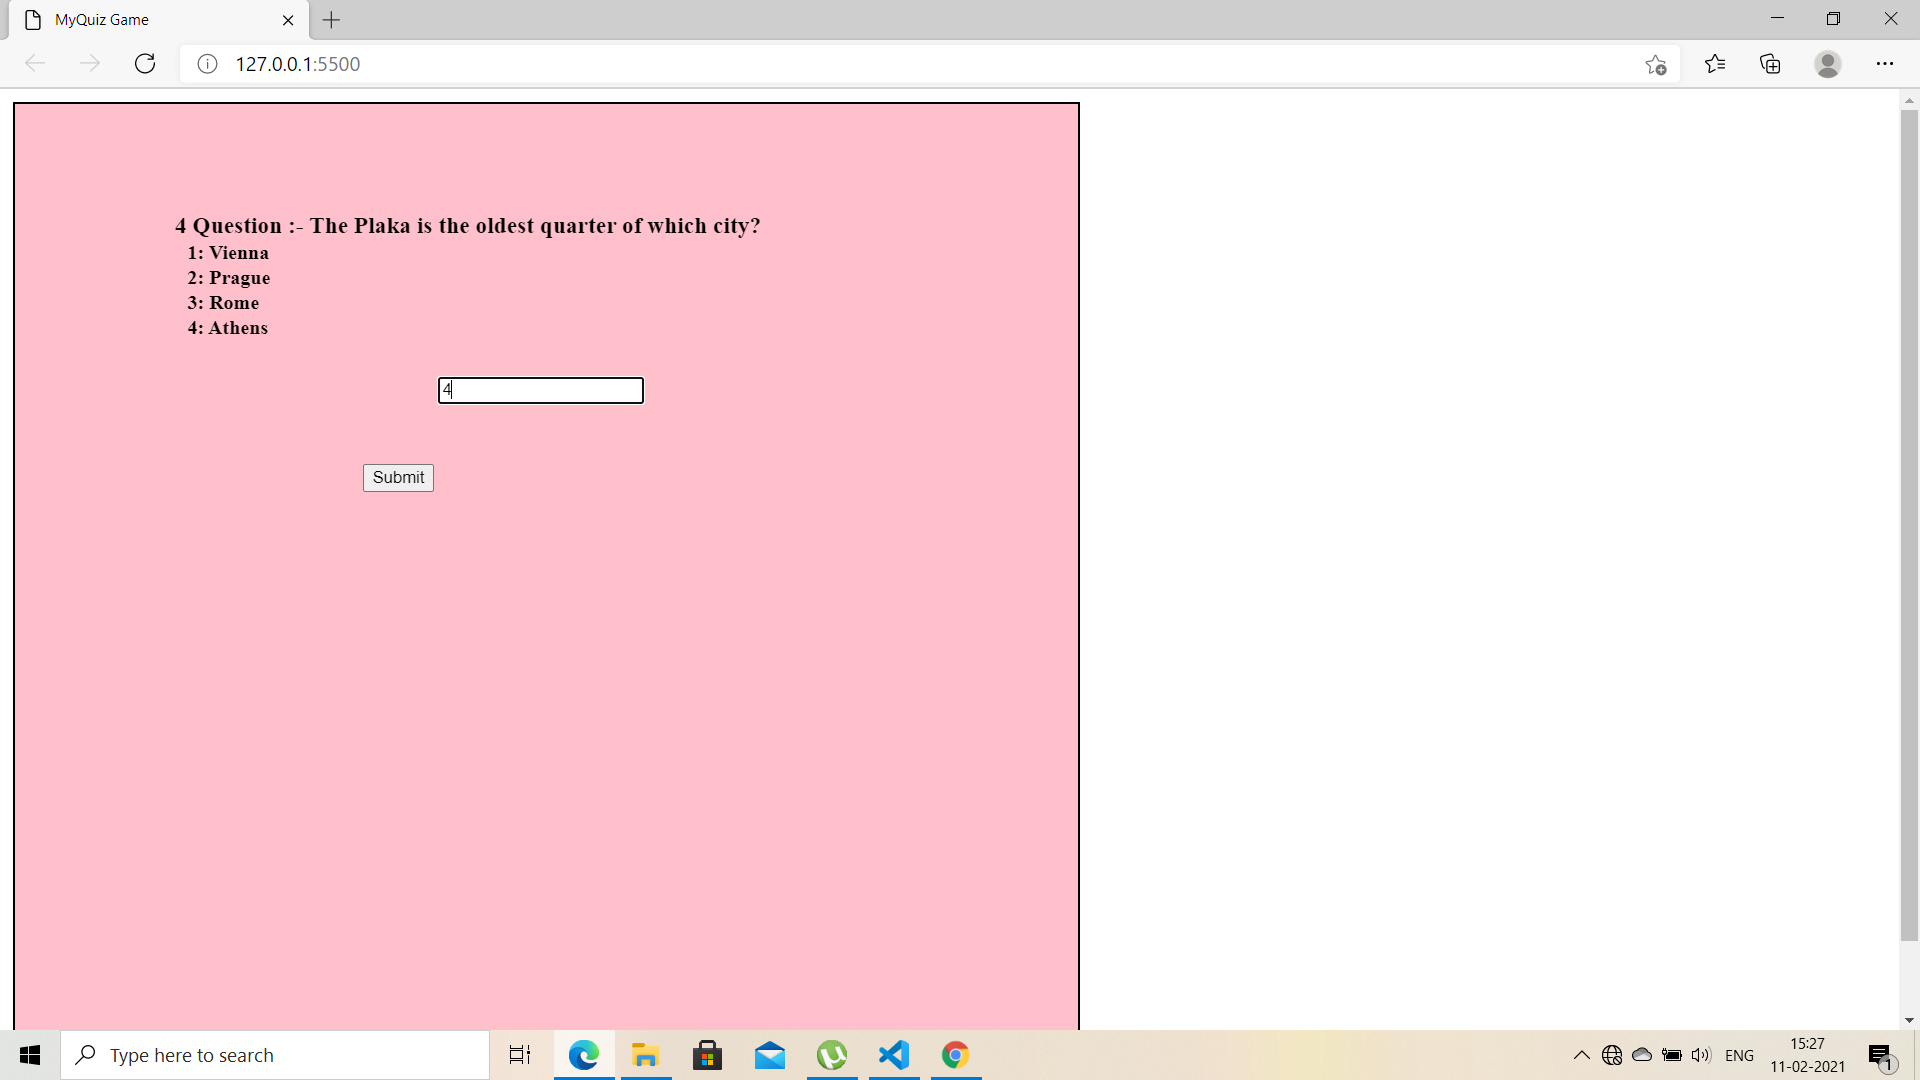 MyQuiz Game
127.0.0.1:5500
4 Question :- The Plaka is the oldest quarter of which city?
1: Vienna
2: Prague
3: Rome
4: Athens
4
Submit
Type here to search
ENG
15:27
11-02-2021
1